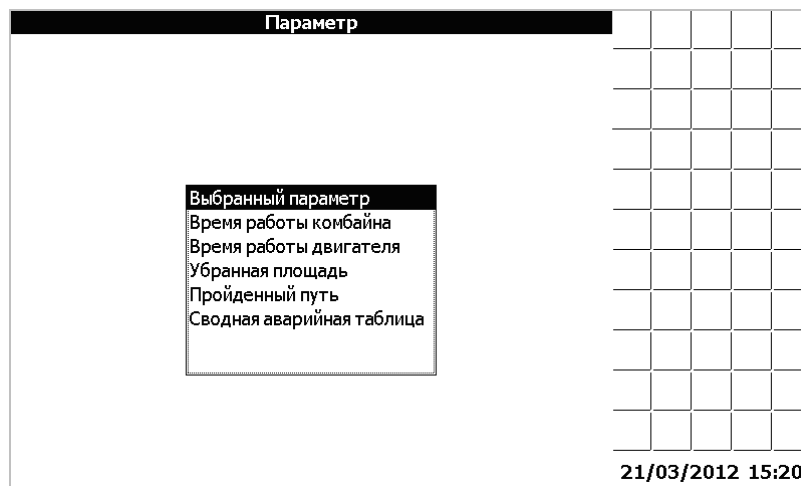 Параметр
Выбранный параметр
Время работы комбайна
Время работы двигателя
Убранная площадь
Пройденный путь
Сводная аварийная таблица
21/03/2012 15:20